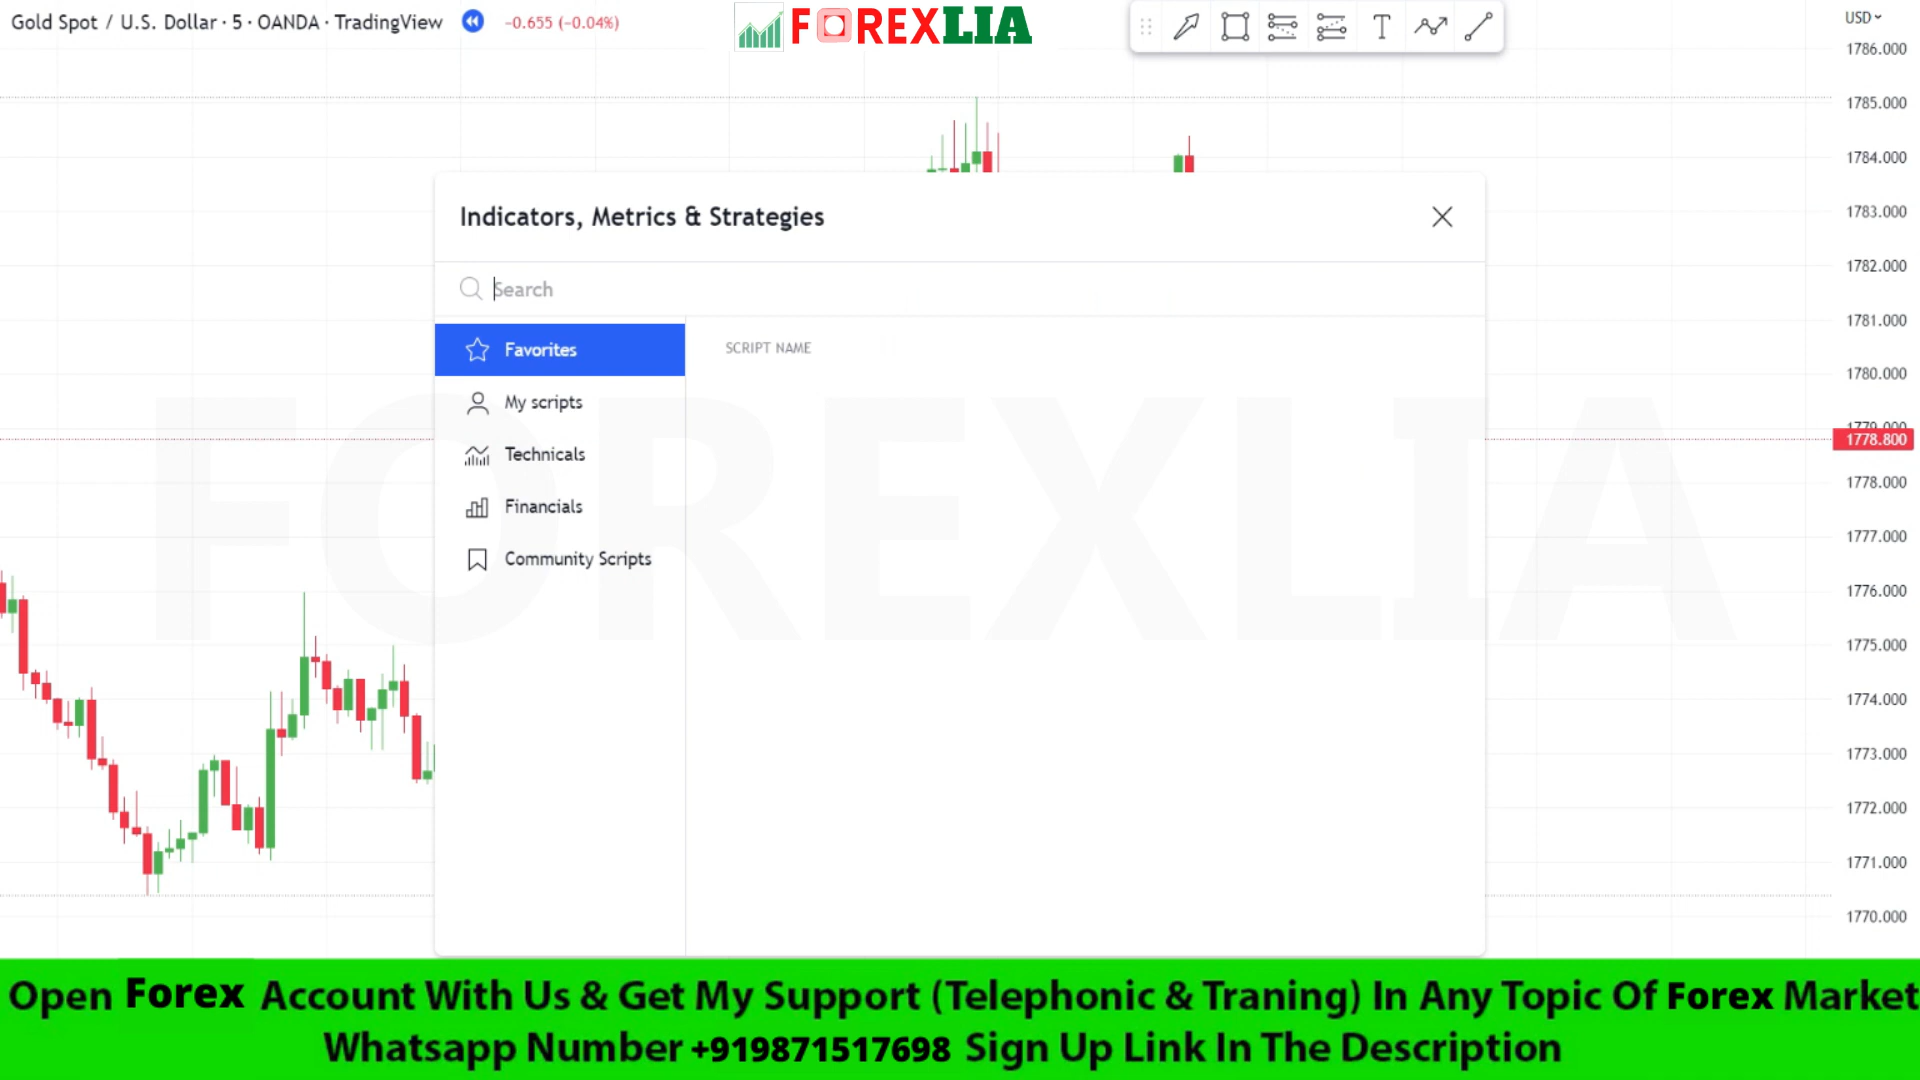 Gold Spot / U.S. Dollar · 5 · OANDA · TradingView
−0.655 (−0.04%)
FOREXLIA
T
USD
1786.000
1785.000
1784.000
1783.000
1782.000
1781.000
1780.000
1779.000
1778.800
1778.000
1777.000
1776.000
1775.000
1774.000
1773.000
1772.000
1771.000
1770.000
Indicators, Metrics & Strategies
Search
Favorites
My scripts
Technicals
Financials
Community Scripts
SCRIPT NAME
FOREXLIA
Open Forex Account With Us & Get My Support (Telephonic & Traning) In Any Topic Of Forex Market
Whatsapp Number +919871517698 Sign Up Link In The Description